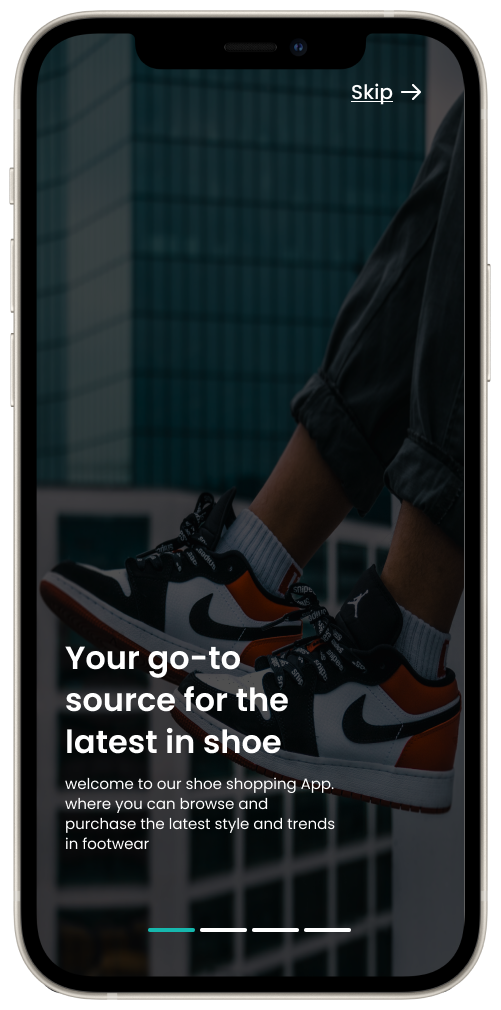 Skip
Your go-to
source for the
latest in shoe
welcome to our shoe shopping App.
where you can browse and
purchase the latest style and trends
in footwear